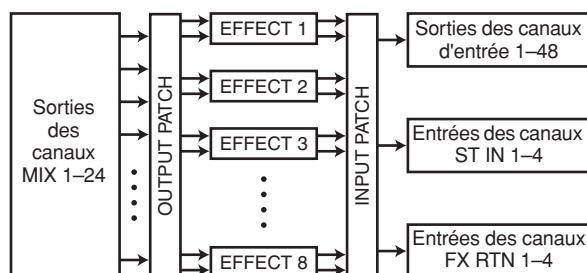 Sorties
des
canaux
MIX 1–24
OUTPUT PATCH
EFFECT 1
EFFECT 2
EFFECT 3
EFFECT 8
INPUT PATCH
Sorties des canaux
d'entrée 1–48
Entrées des canaux
ST IN 1–4
Entrées des canaux
FX RTN 1–4